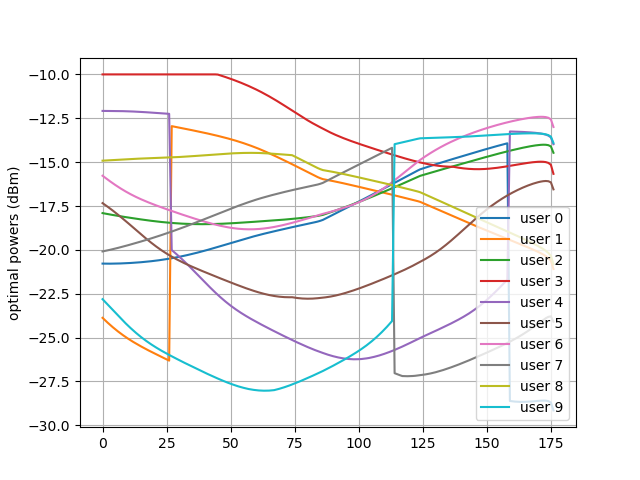 optimal powers (dBm)
−10.0
−12.5
−15.0
−17.5
−20.0
−22.5
−25.0
−27.5
−30.0
0
25
50
75
100
125
150
175
user 0
user 1
user 2
user 3
user 4
user 5
user 6
user 7
user 8
user 9